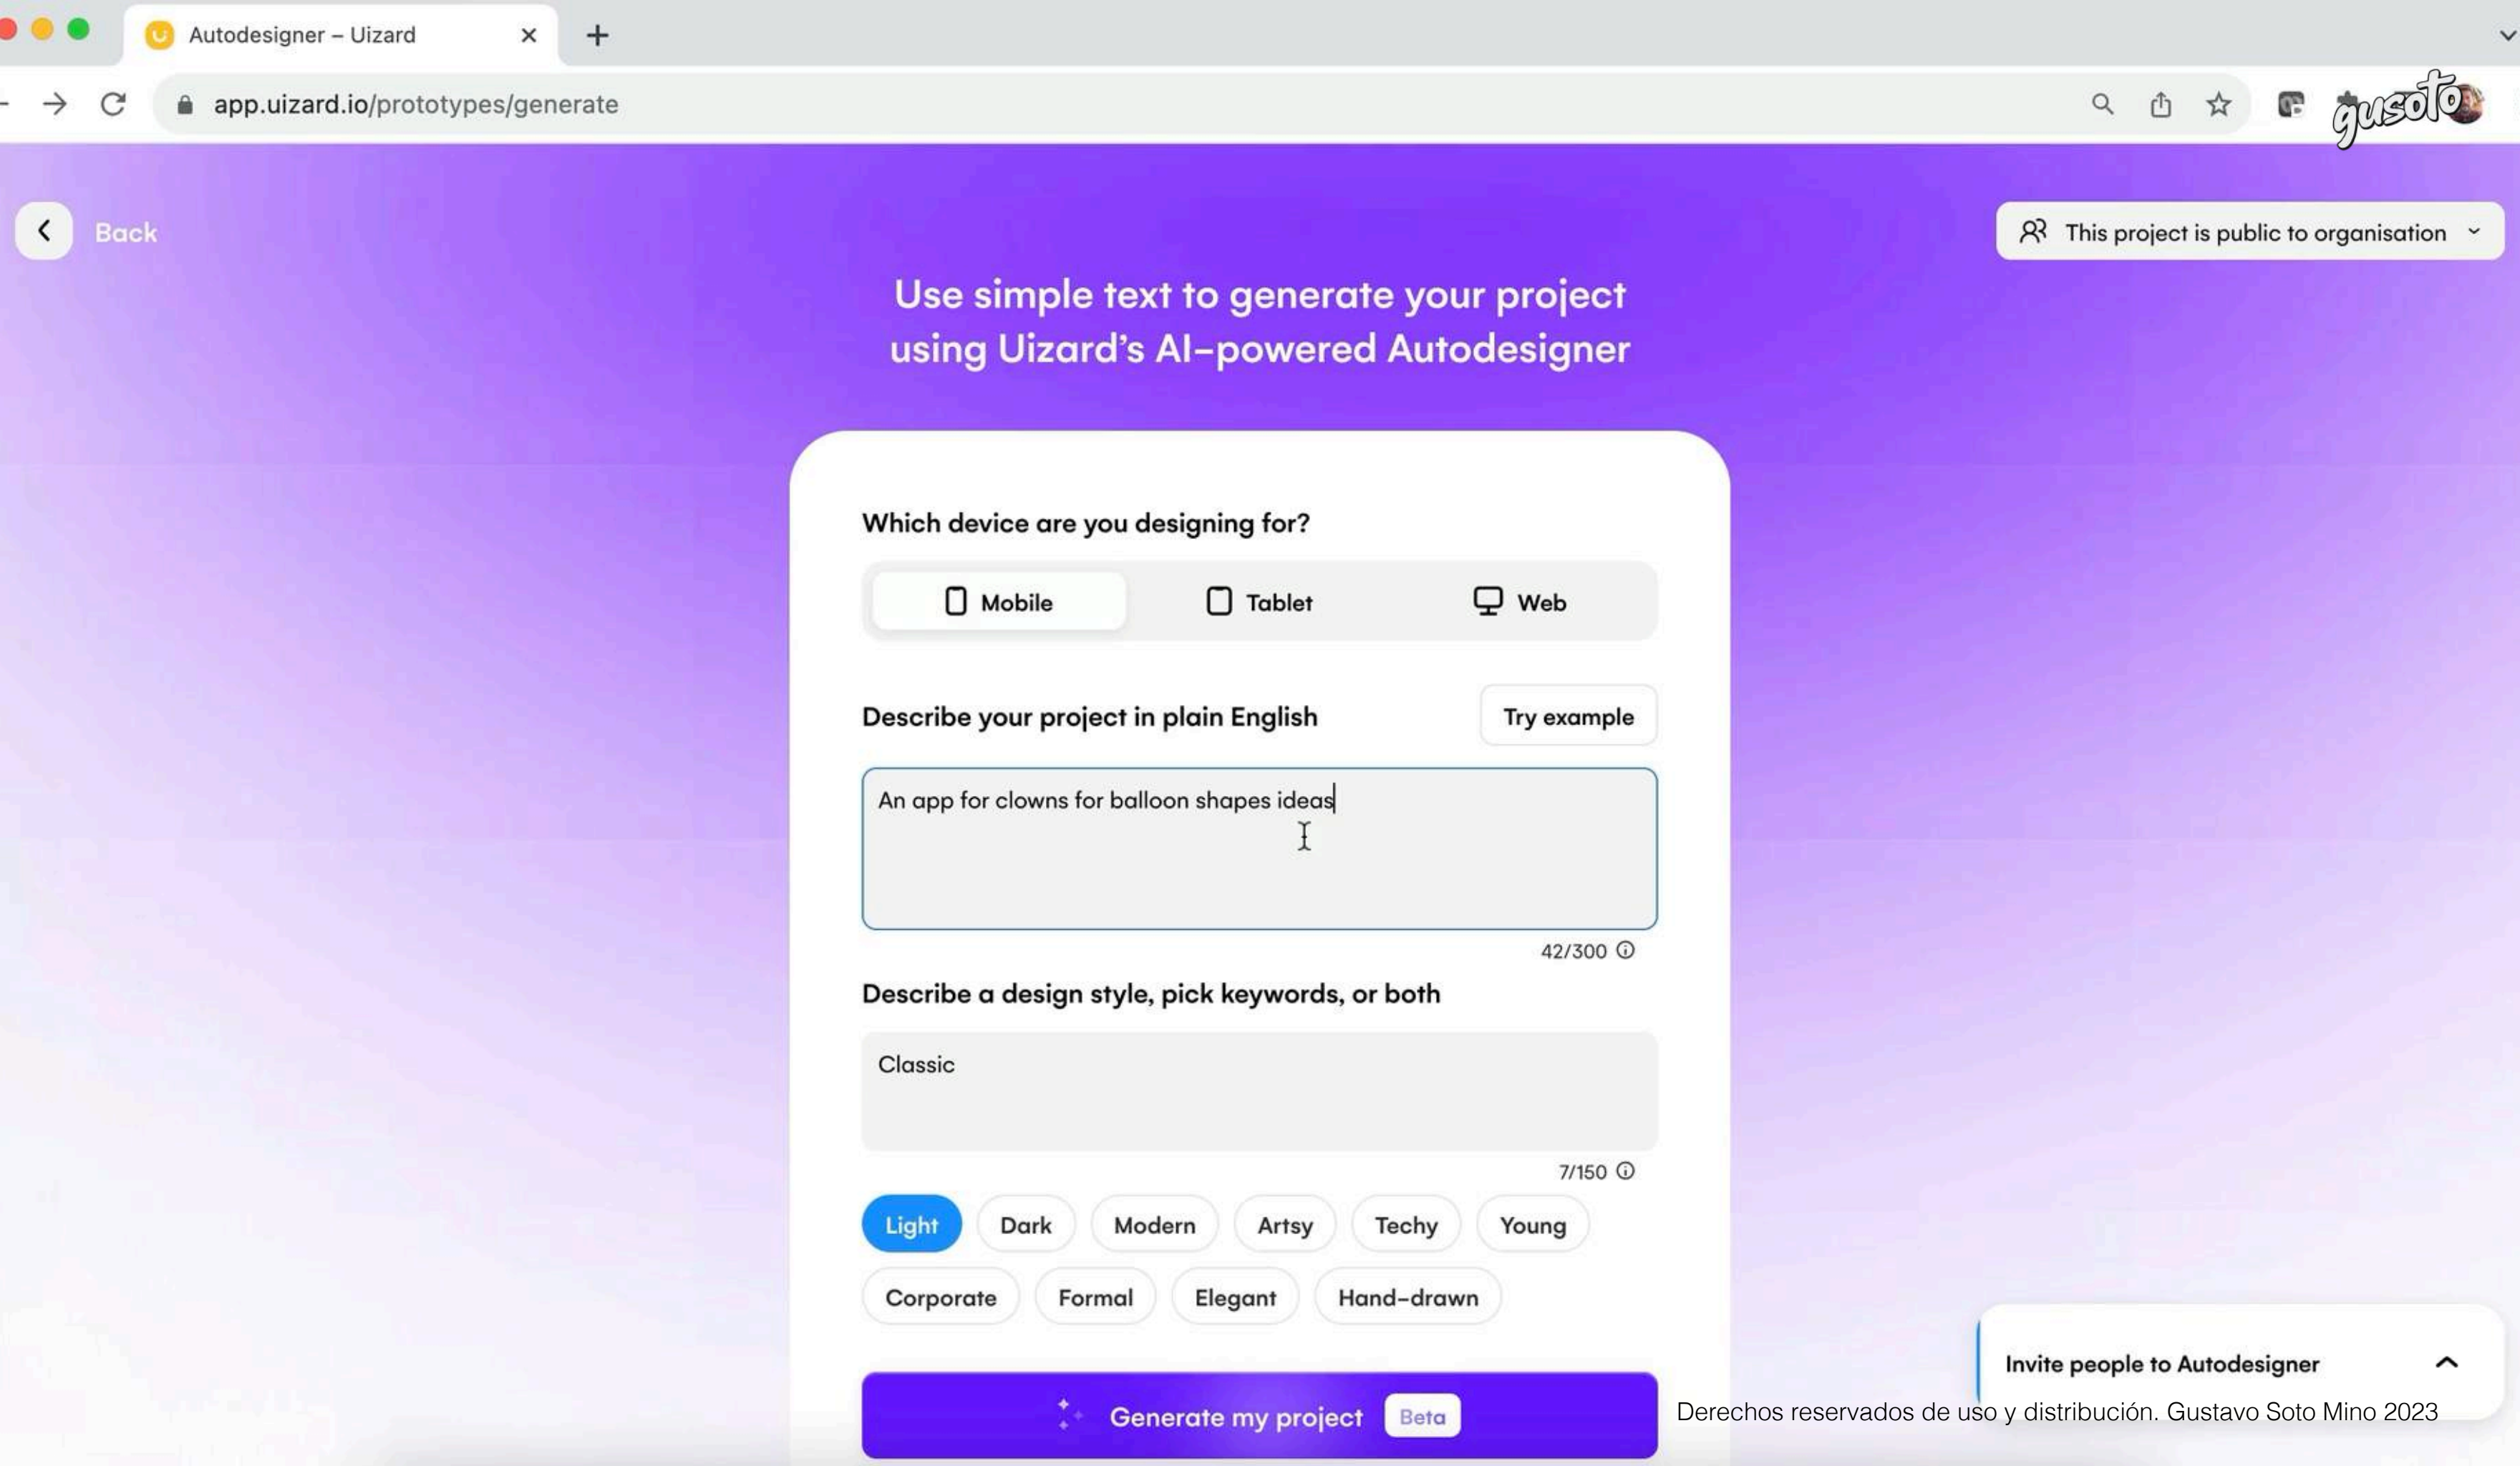 Autodesigner – Uizard
app.uizard.io/prototypes/generate
gusoto
Back
This project is public to organisation
Use simple text to generate your project
using Uizard's AI-powered Autodesigner
Which device are you designing for?
Mobile Tablet Web
Describe your project in plain English Try example
An app for clowns for balloon shapes ideas
42/300
Describe a design style, pick keywords, or both
Classic
7/150
Light Dark Modern Artsy Techy Young
Corporate Formal Elegant Hand-drawn
Generate my project Beta
Invite people to Autodesigner
Derechos reservados de uso y distribución. Gustavo Soto Mino 2023